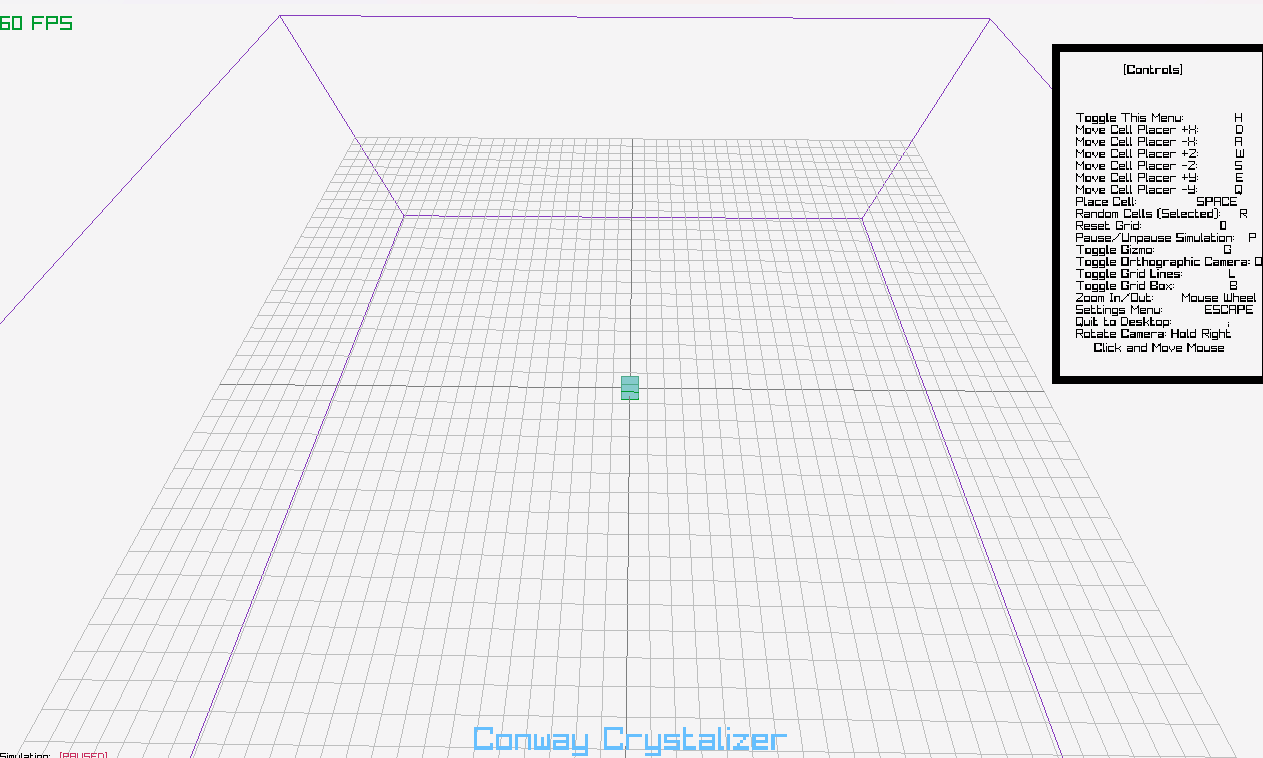 60 FPS
[Controls]
Toggle This Menu: H
Move Cell Placer +X: D
Move Cell Placer -X: A
Move Cell Placer +Z: W
Move Cell Placer -Z: S
Move Cell Placer +Y: E
Move Cell Placer -Y: Q
Place Cell: SPACE
Random Cells (Selected): R
Reset Grid: 0
Pause/Unpause Simulation: P
Toggle Gizmo: G
Toggle Orthographic Camera: O
Toggle Grid Lines: L
Toggle Grid Box: B
Zoom In/Out: Mouse Wheel
Settings Menu: ESCAPE
Quit to Desktop: ;
Rotate Camera: Hold Right
Click and Move Mouse
Conway Crystalizer
Simulation: [PAUSED]